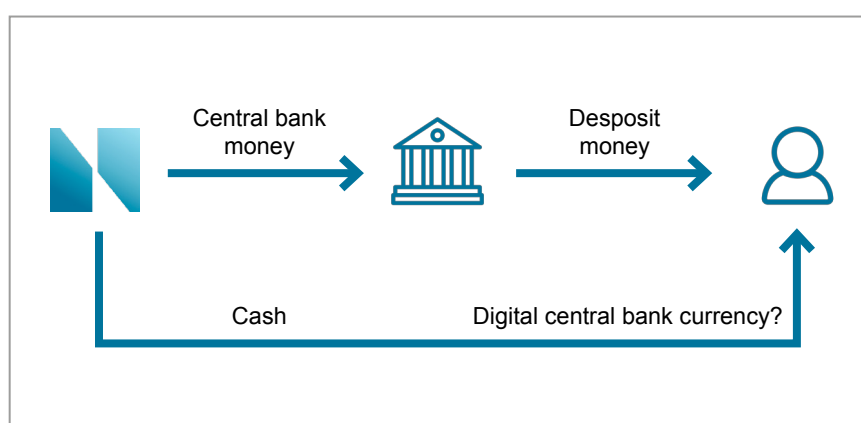 Central bank
money
Desposit
money
Cash
Digital central bank currency?